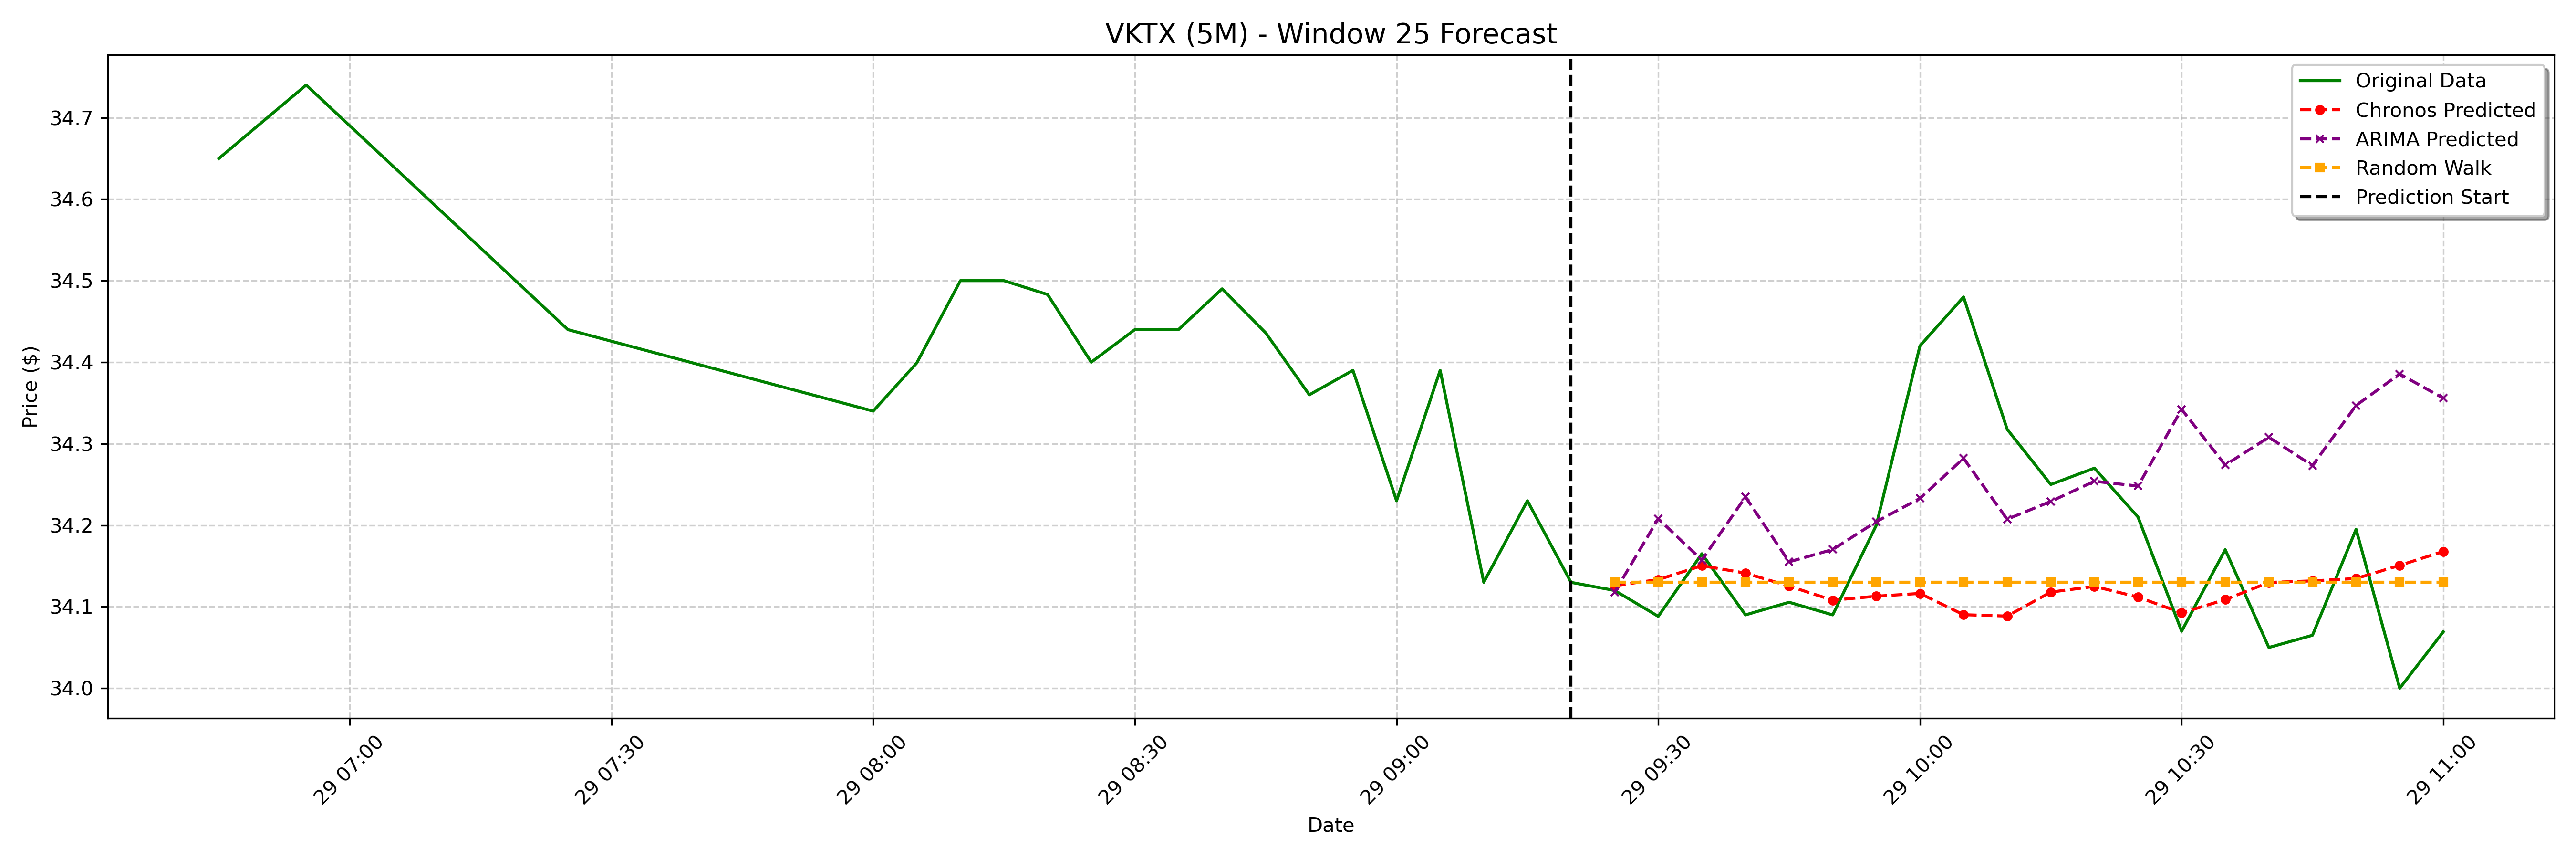 VKTX (5M) - Window 25 Forecast
Original Data
Chronos Predicted
ARIMA Predicted
Random Walk
Prediction Start
Price ($)
34.7
34.6
34.5
34.4
34.3
34.2
34.1
34.0
29 07:00
29 07:30
29 08:00
29 08:30
29 09:00
29 09:30
29 10:00
29 10:30
29 11:00
Date